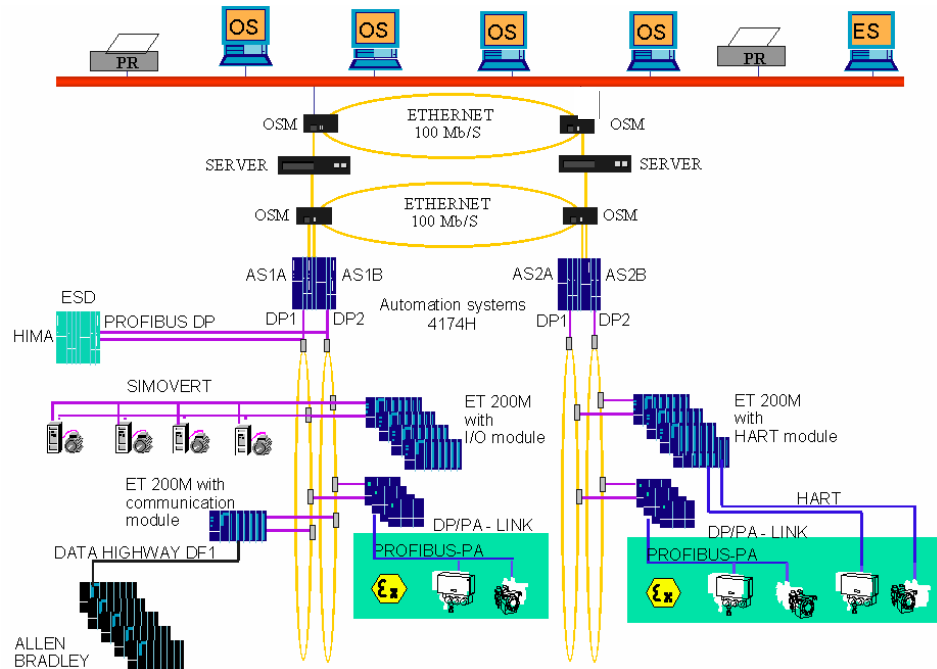 OS
OS
OS
OS
ES
PR
PR
OSM
ETHERNET
100 Mb/S
OSM
SERVER
SERVER
OSM
ETHERNET
100 Mb/S
OSM
AS1A
AS1B
AS2A
AS2B
ESD
Automation systems
4174H
HIMA
PROFIBUS DP
DP1
DP2
DP1
DP2
SIMOVERT
ET 200M
with
I/O module
ET 200M
with
HART module
ET 200M with
communication
module
HART
DP/PA - LINK
DP/PA - LINK
DATA HIGHWAY DF1
PROFIBUS-PA
PROFIBUS-PA
εx
εx
ALLEN
BRADLEY